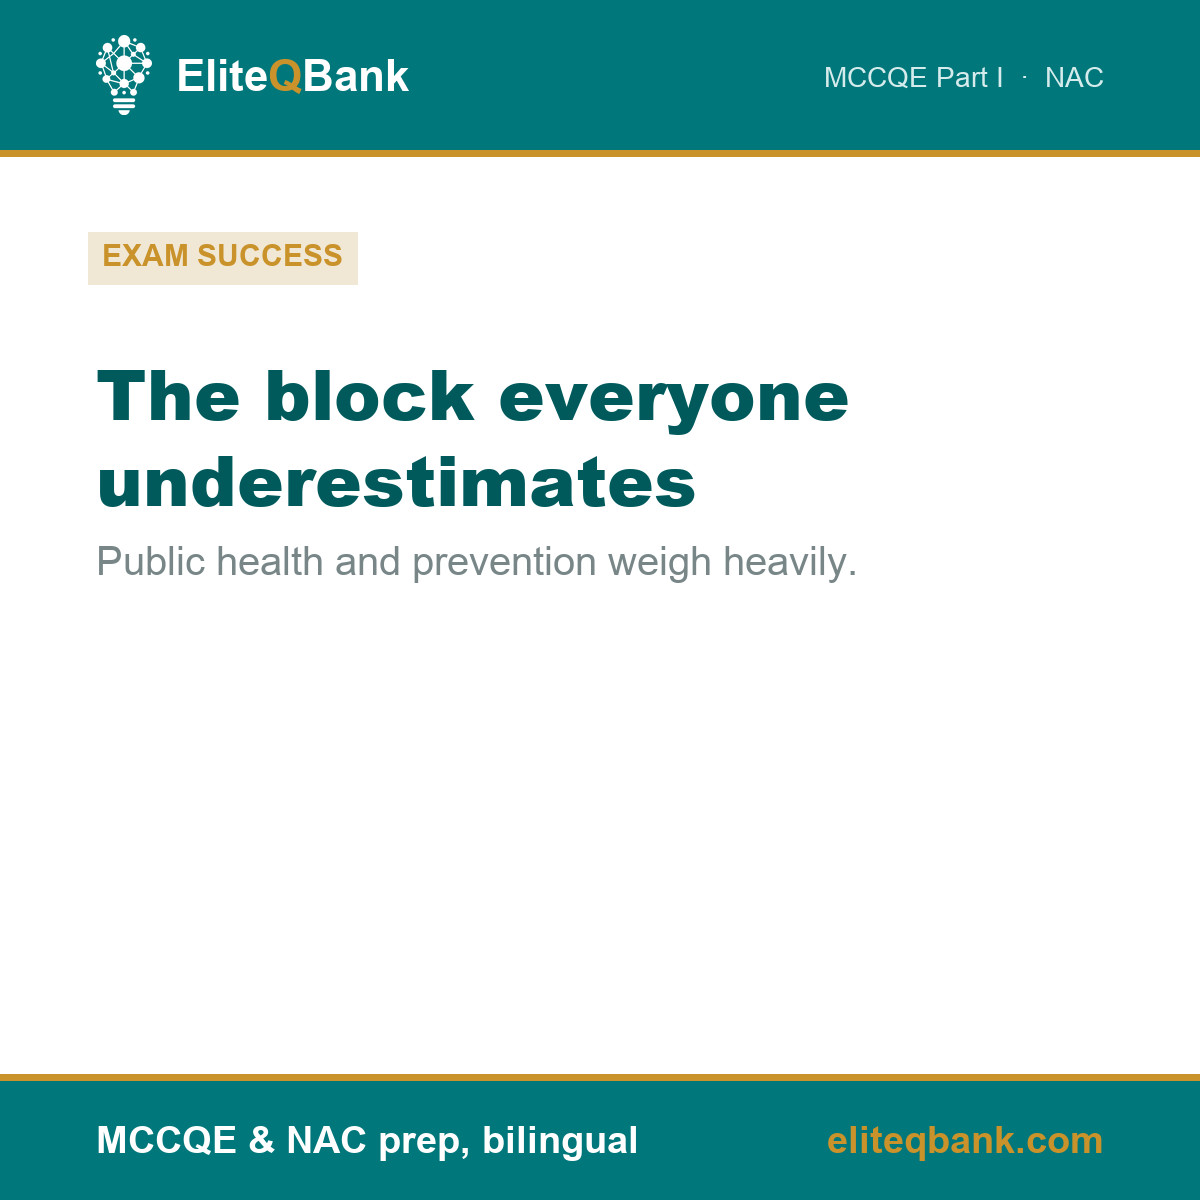 EliteQBank
MCCQE Part I · NAC
EXAM SUCCESS
The block everyone
underestimates
Public health and prevention weigh heavily.
MCCQE & NAC prep, bilingual
eliteqbank.com